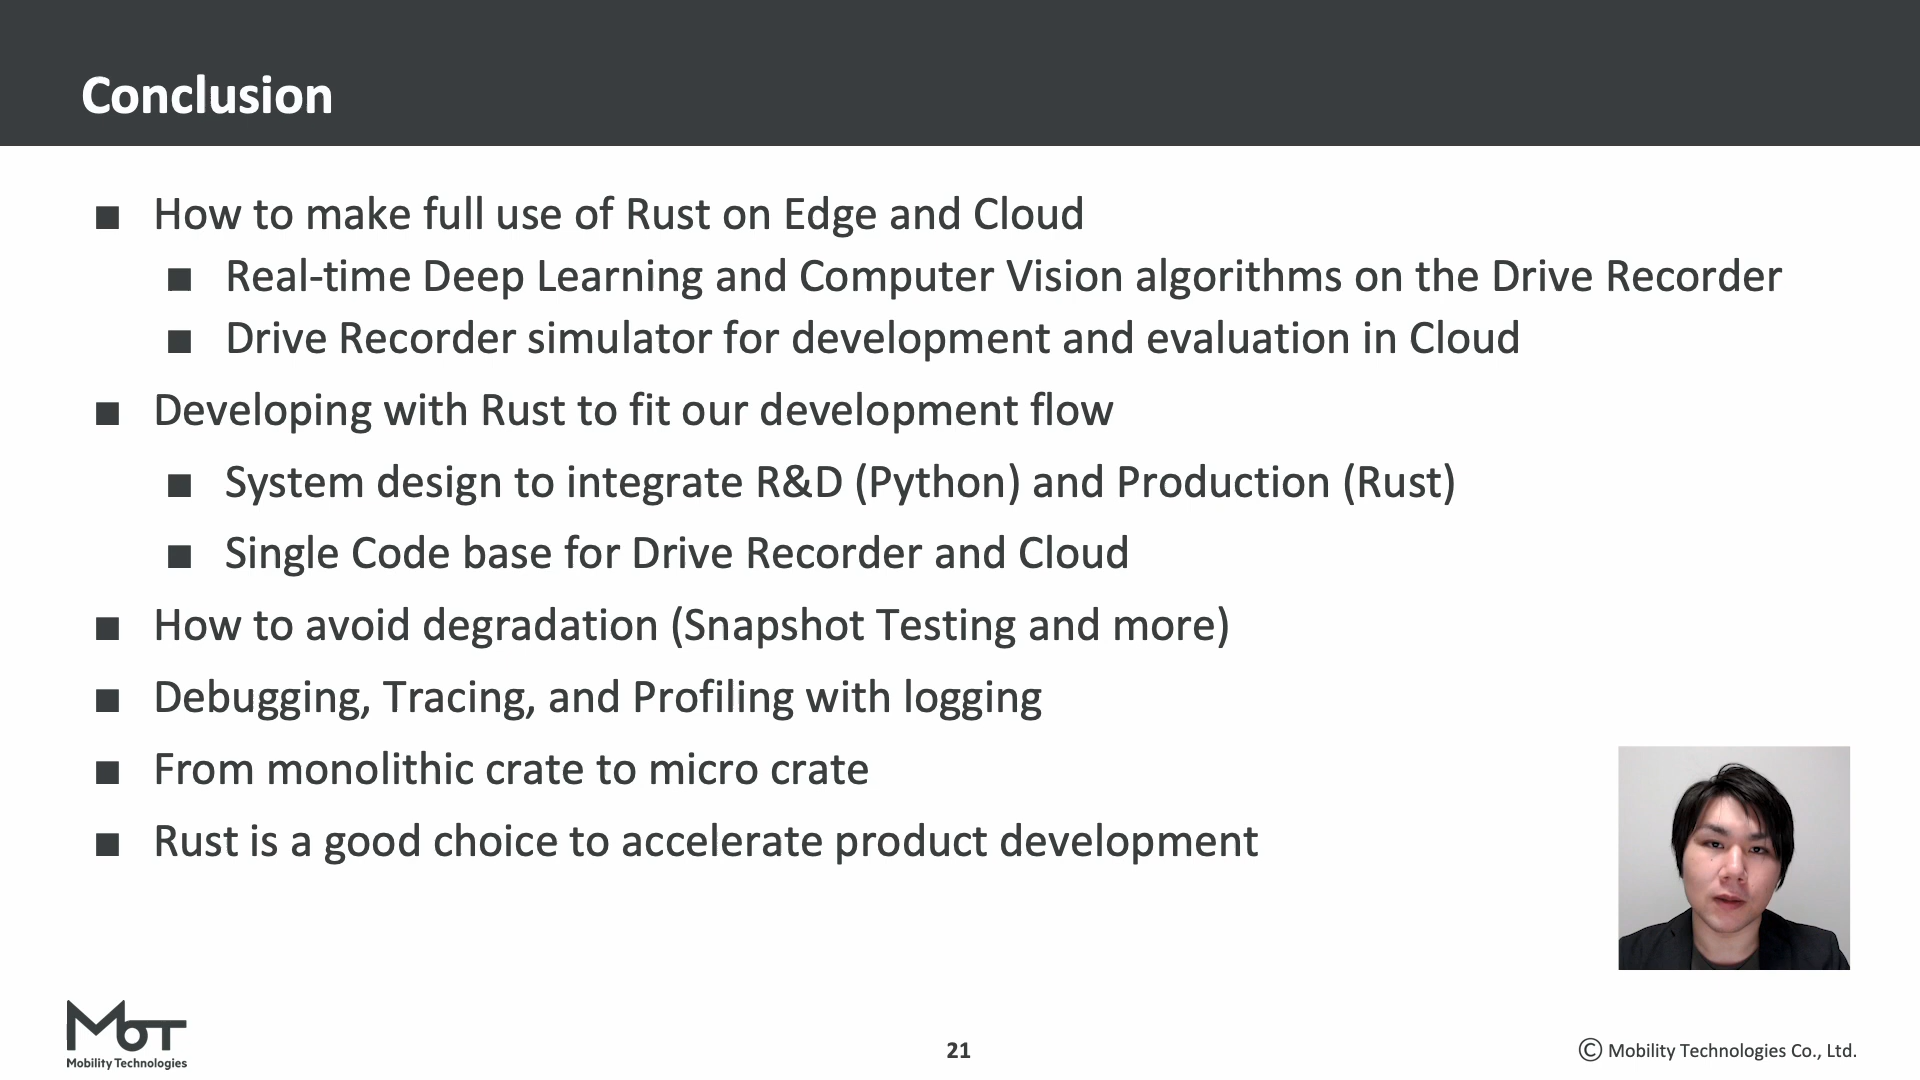 Conclusion
■ How to make full use of Rust on Edge and Cloud
■ Real-time Deep Learning and Computer Vision algorithms on the Drive Recorder
■ Drive Recorder simulator for development and evaluation in Cloud
■ Developing with Rust to fit our development flow
■ System design to integrate R&D (Python) and Production (Rust)
■ Single Code base for Drive Recorder and Cloud
■ How to avoid degradation (Snapshot Testing and more)
■ Debugging, Tracing, and Profiling with logging
■ From monolithic crate to micro crate
■ Rust is a good choice to accelerate product development
MoT
Mobility Technologies
21
Ⓒ Mobility Technologies Co., Ltd.